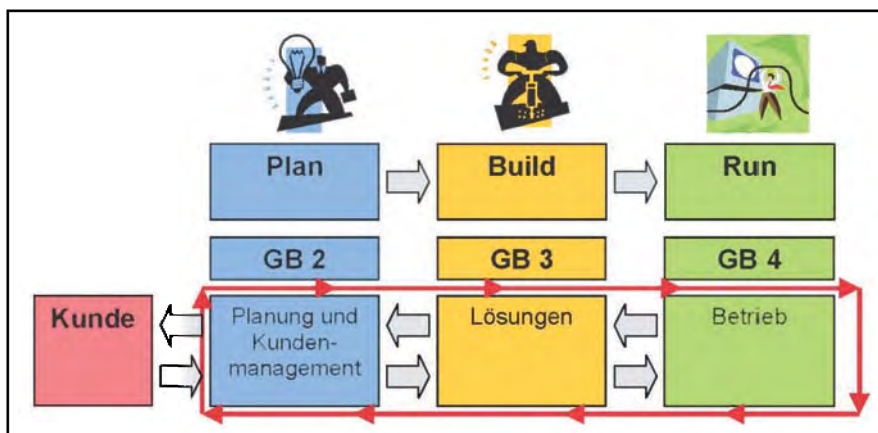 Plan
Build
Run
GB 2
GB 3
GB 4
Kunde
Planung und
Kunden-
management
Lösungen
Betrieb